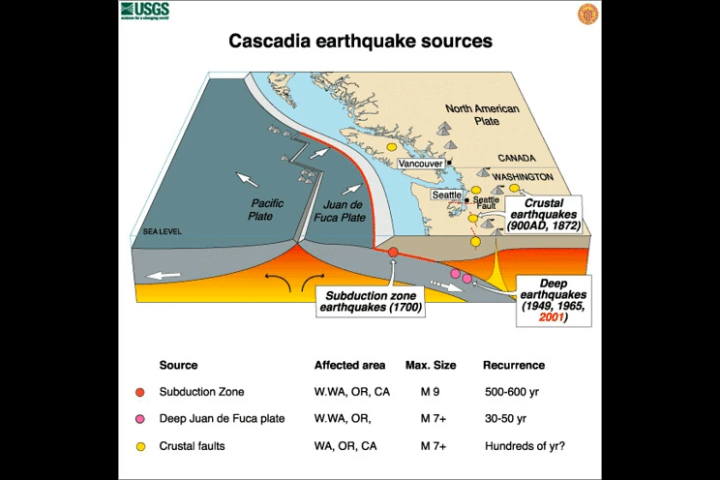 USGS
science for a changing world
Cascadia earthquake sources
North American
Plate
CANADA
Vancouver
WASHINGTON
Seattle
Seattle
Fault
Crustal
earthquakes
(900AD, 1872)
Pacific
Plate
Juan de
Fuca Plate
SEA LEVEL
Deep
earthquakes
(1949, 1965,
2001)
Subduction zone
earthquakes (1700)
Source Affected area Max. Size Recurrence
Subduction Zone W.WA, OR, CA M 9 500-600 yr
Deep Juan de Fuca plate W.WA, OR, M 7+ 30-50 yr
Crustal faults WA, OR, CA M 7+ Hundreds of yr?